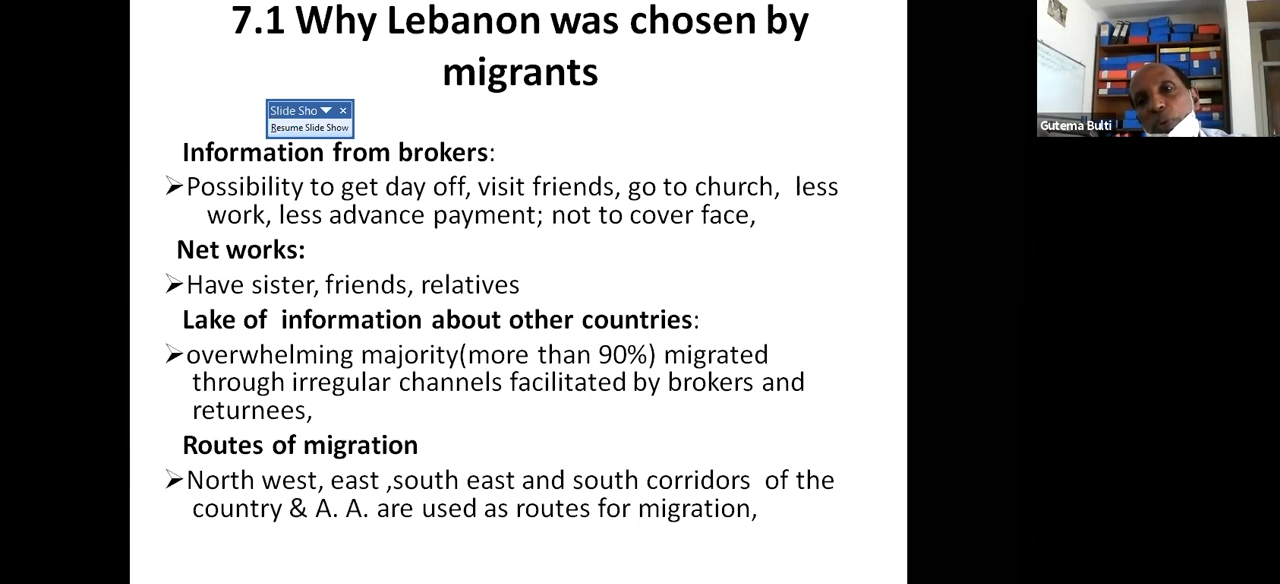 7.1 Why Lebanon was chosen by
migrants
Slide Sho
Resume Slide Show
Information from brokers:
➢Possibility to get day off, visit friends, go to church, less
work, less advance payment; not to cover face,
Net works:
➢Have sister, friends, relatives
Lake of information about other countries:
➢overwhelming majority(more than 90%) migrated
through irregular channels facilitated by brokers and
returnees,
Routes of migration
➢North west, east ,south east and south corridors of the
country & A. A. are used as routes for migration,
Gutema Bulti